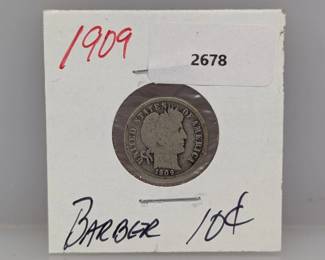 1909
2678
UNITED STATES OF AMERICA
1909
BARBER 10¢